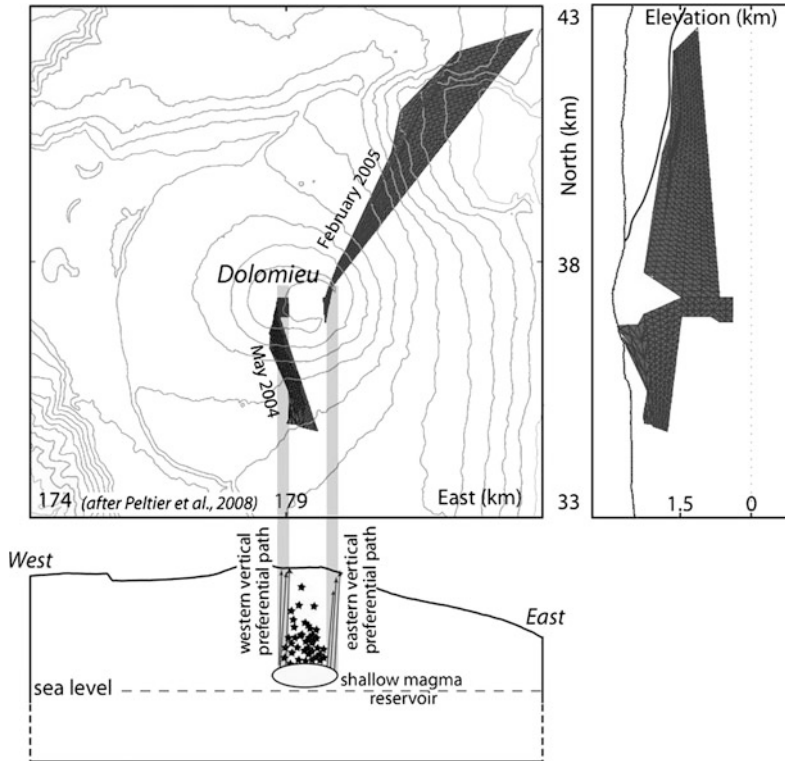 43
Elevation (km)
February 2005
North (km)
Dolomieu
38
May 2004
174 (after Peltier et al., 2008) 179 East (km)
33
1,5 0
West
western vertical
preferential path
eastern vertical
preferential path
East
shallow magma
reservoir
sea level